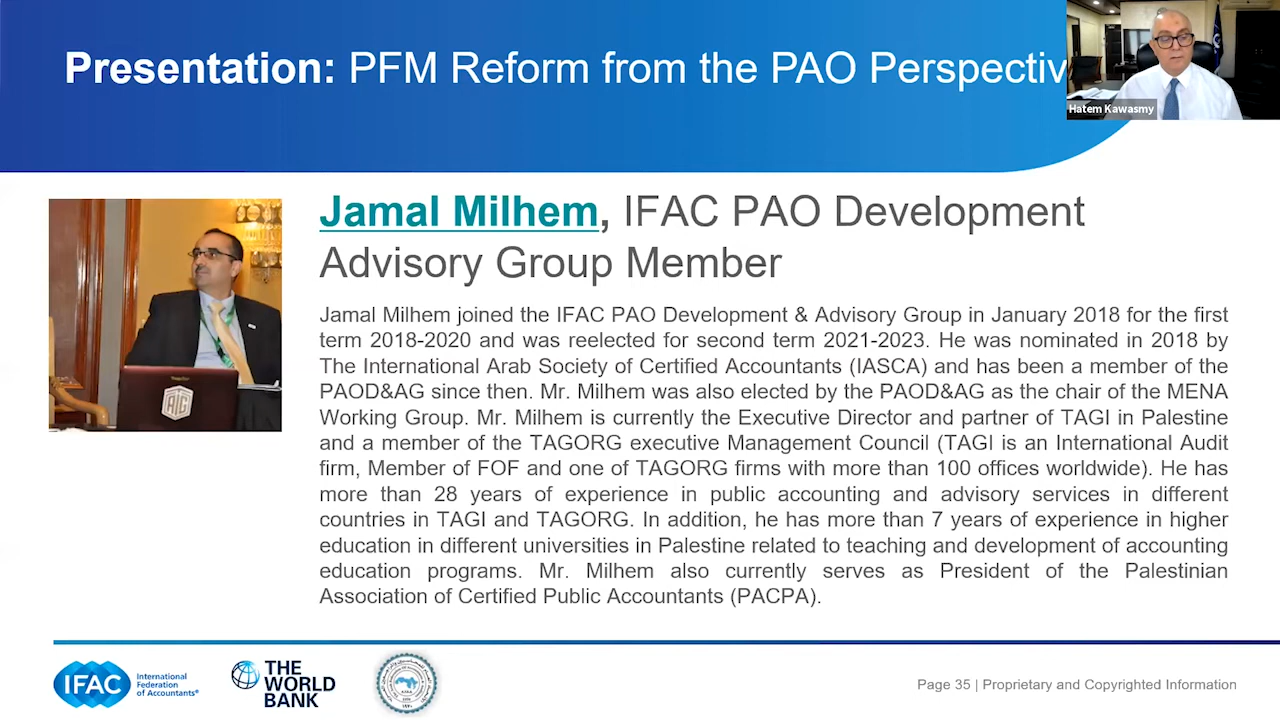 Presentation: PFM Reform from the PAO Perspectiv
Hatem Kawasmy
Jamal Milhem, IFAC PAO Development
Advisory Group Member
Jamal Milhem joined the IFAC PAO Development & Advisory Group in January 2018 for the first
term 2018-2020 and was reelected for second term 2021-2023. He was nominated in 2018 by
The International Arab Society of Certified Accountants (IASCA) and has been a member of the
PAOD&AG since then. Mr. Milhem was also elected by the PAOD&AG as the chair of the MENA
Working Group. Mr. Milhem is currently the Executive Director and partner of TAGI in Palestine
and a member of the TAGORG executive Management Council (TAGI is an International Audit
firm, Member of FOF and one of TAGORG firms with more than 100 offices worldwide). He has
more than 28 years of experience in public accounting and advisory services in different
countries in TAGI and TAGORG. In addition, he has more than 7 years of experience in higher
education in different universities in Palestine related to teaching and development of accounting
education programs. Mr. Milhem also currently serves as President of the Palestinian
Association of Certified Public Accountants (PACPA).
IFAC
International
Federation
of Accountants®
THE
WORLD
BANK
Page 35 | Proprietary and Copyrighted Information